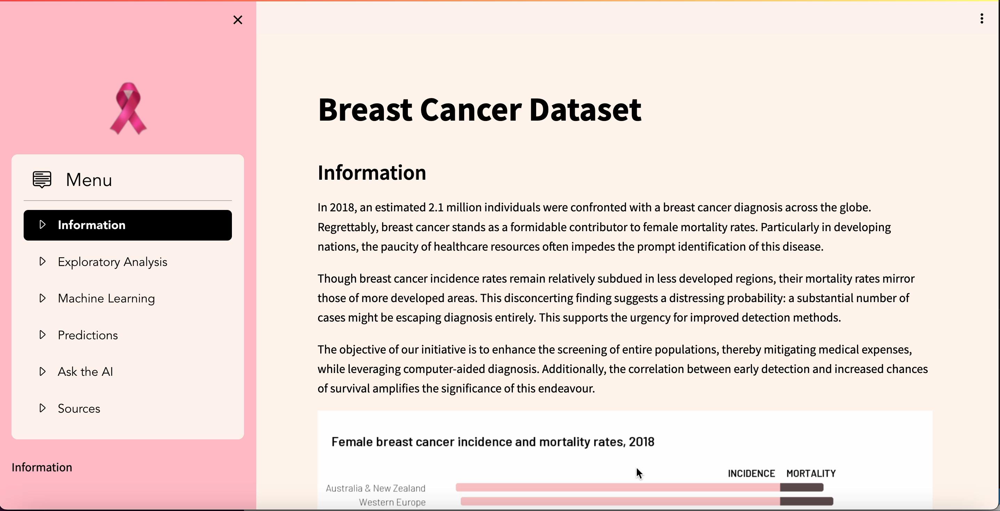 Menu
Information
Exploratory Analysis
Machine Learning
Predictions
Ask the AI
Sources
Information
Breast Cancer Dataset
Information
In 2018, an estimated 2.1 million individuals were confronted with a breast cancer diagnosis across the globe.
Regrettably, breast cancer stands as a formidable contributor to female mortality rates. Particularly in developing
nations, the paucity of healthcare resources often impedes the prompt identification of this disease.
Though breast cancer incidence rates remain relatively subdued in less developed regions, their mortality rates mirror
those of more developed areas. This disconcerting finding suggests a distressing probability: a substantial number of
cases might be escaping diagnosis entirely. This supports the urgency for improved detection methods.
The objective of our initiative is to enhance the screening of entire populations, thereby mitigating medical expenses,
while leveraging computer-aided diagnosis. Additionally, the correlation between early detection and increased chances
of survival amplifies the significance of this endeavour.
Female breast cancer incidence and mortality rates, 2018
INCIDENCE MORTALITY
Australia & New Zealand
Western Europe